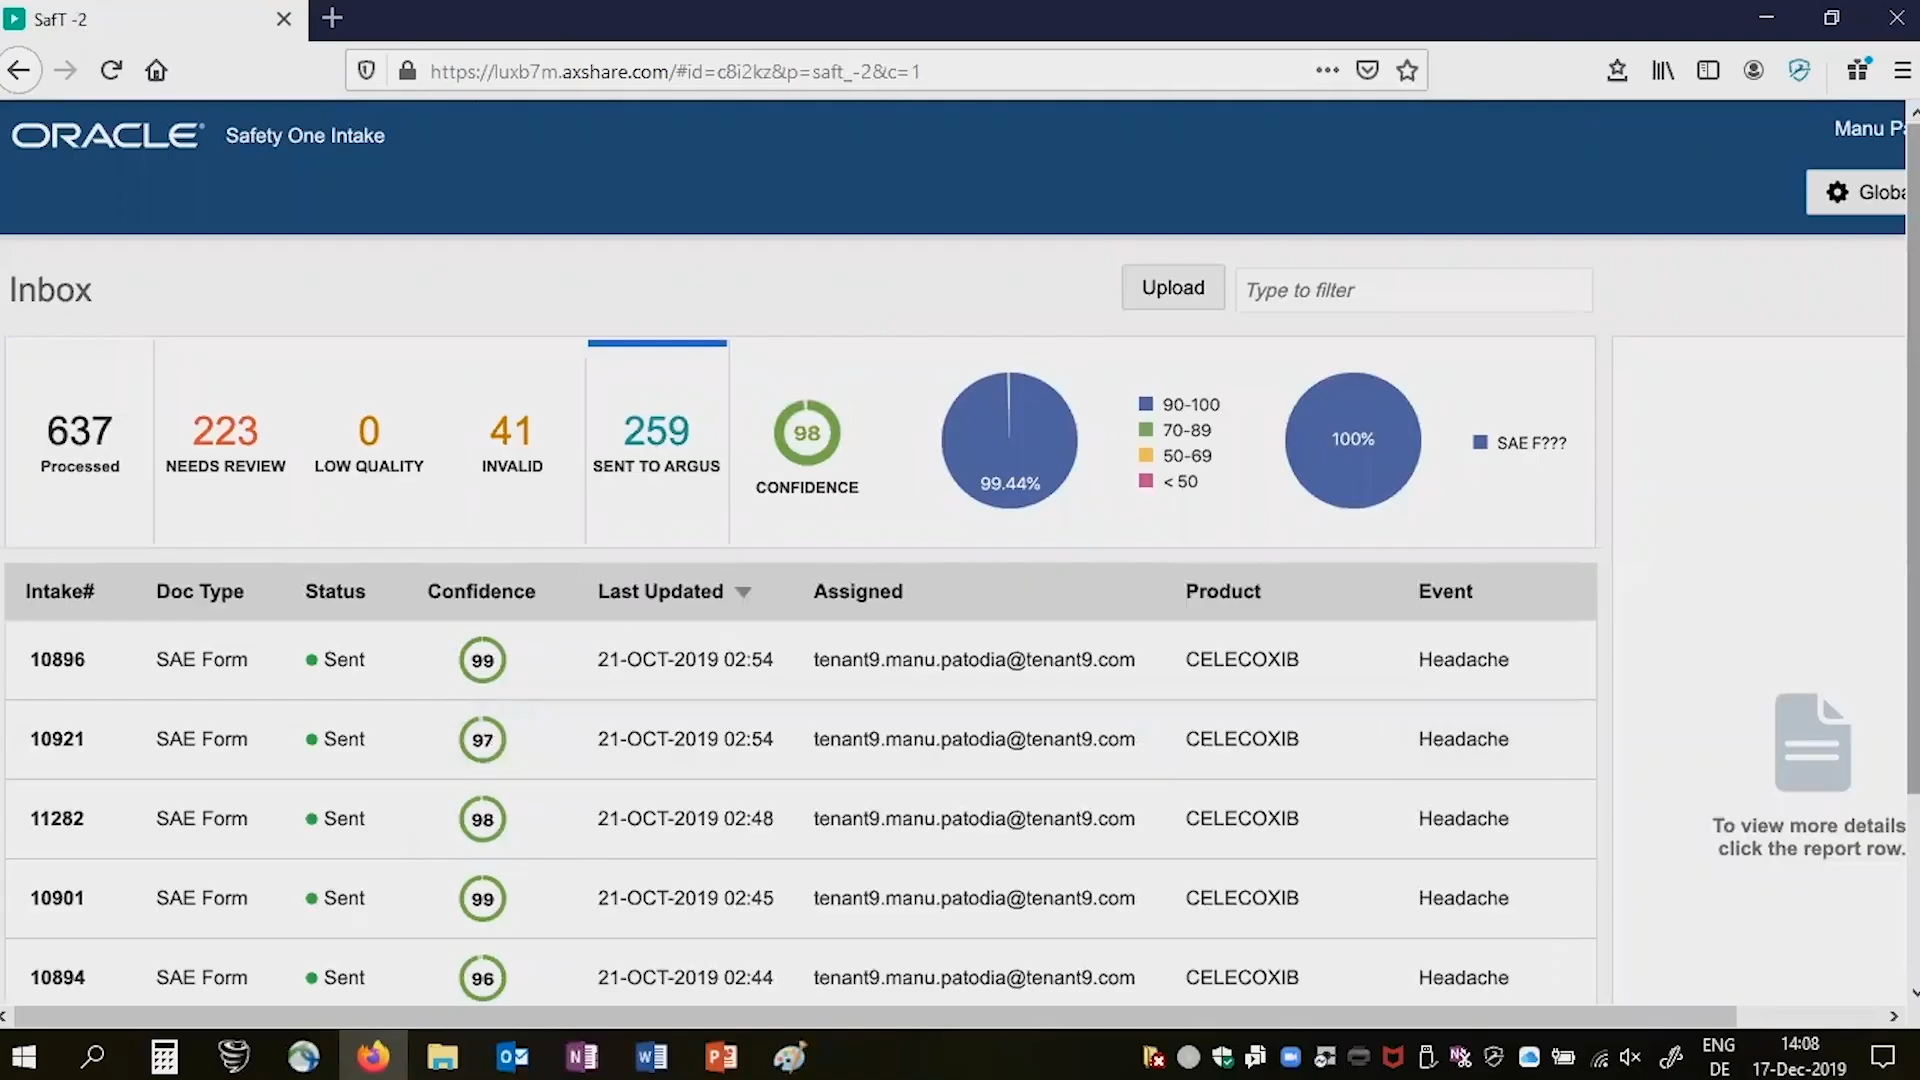 SafT -2
https://luxb7m.axshare.com/#id=c8i2kz&p=saft_-2&c=1
ORACLE Safety One Intake
Manu Pa
Globa
Inbox
Upload
Type to filter
637
Processed
223
NEEDS REVIEW
0
LOW QUALITY
41
INVALID
259
SENT TO ARGUS
98
CONFIDENCE
99.44%
90-100
70-89
50-69
< 50
100%
SAE F???
Intake# Doc Type Status Confidence Last Updated Assigned Product Event
10896 SAE Form Sent 99 21-OCT-2019 02:54 tenant9.manu.patodia@tenant9.com CELECOXIB Headache
10921 SAE Form Sent 97 21-OCT-2019 02:54 tenant9.manu.patodia@tenant9.com CELECOXIB Headache
11282 SAE Form Sent 98 21-OCT-2019 02:48 tenant9.manu.patodia@tenant9.com CELECOXIB Headache
10901 SAE Form Sent 99 21-OCT-2019 02:45 tenant9.manu.patodia@tenant9.com CELECOXIB Headache
10894 SAE Form Sent 96 21-OCT-2019 02:44 tenant9.manu.patodia@tenant9.com CELECOXIB Headache
To view more details
click the report row.
ENG
DE
14:08
17-Dec-2019